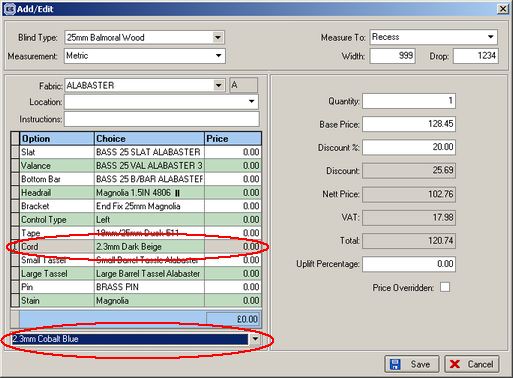 Add/Edit
Blind Type: 25mm Balmoral Wood
Measure To: Recess
Measurement: Metric
Width: 999 Drop: 1234
Fabric: ALABASTER A
Location:
Instructions:
Option Choice Price
Slat BASS 25 SLAT ALABASTER 0.00
Valance BASS 25 VAL ALABASTER 3 0.00
Bottom Bar BASS 25 B/BAR ALABASTER 0.00
Headrail Magnolia 1.5IN 4806 0.00
Bracket End Fix 25mm Magnolia 0.00
Control Type Left 0.00
Tape 19mm/25mm Dusk 511 0.00
Cord 2.3mm Dark Beige 0.00
Small Tassel Small Barrel Tassle Alabaster 0.00
Large Tassel Large Barrel Tassel Alabaster 0.00
Pin BRASS PIN 0.00
Stain Magnolia 0.00
£0.00
2.3mm Cobalt Blue
Quantity: 1
Base Price: 128.45
Discount %: 20.00
Discount: 25.69
Nett Price: 102.76
VAT: 17.98
Total: 120.74
Uplift Percentage: 0.00
Price Overridden:
Save Cancel